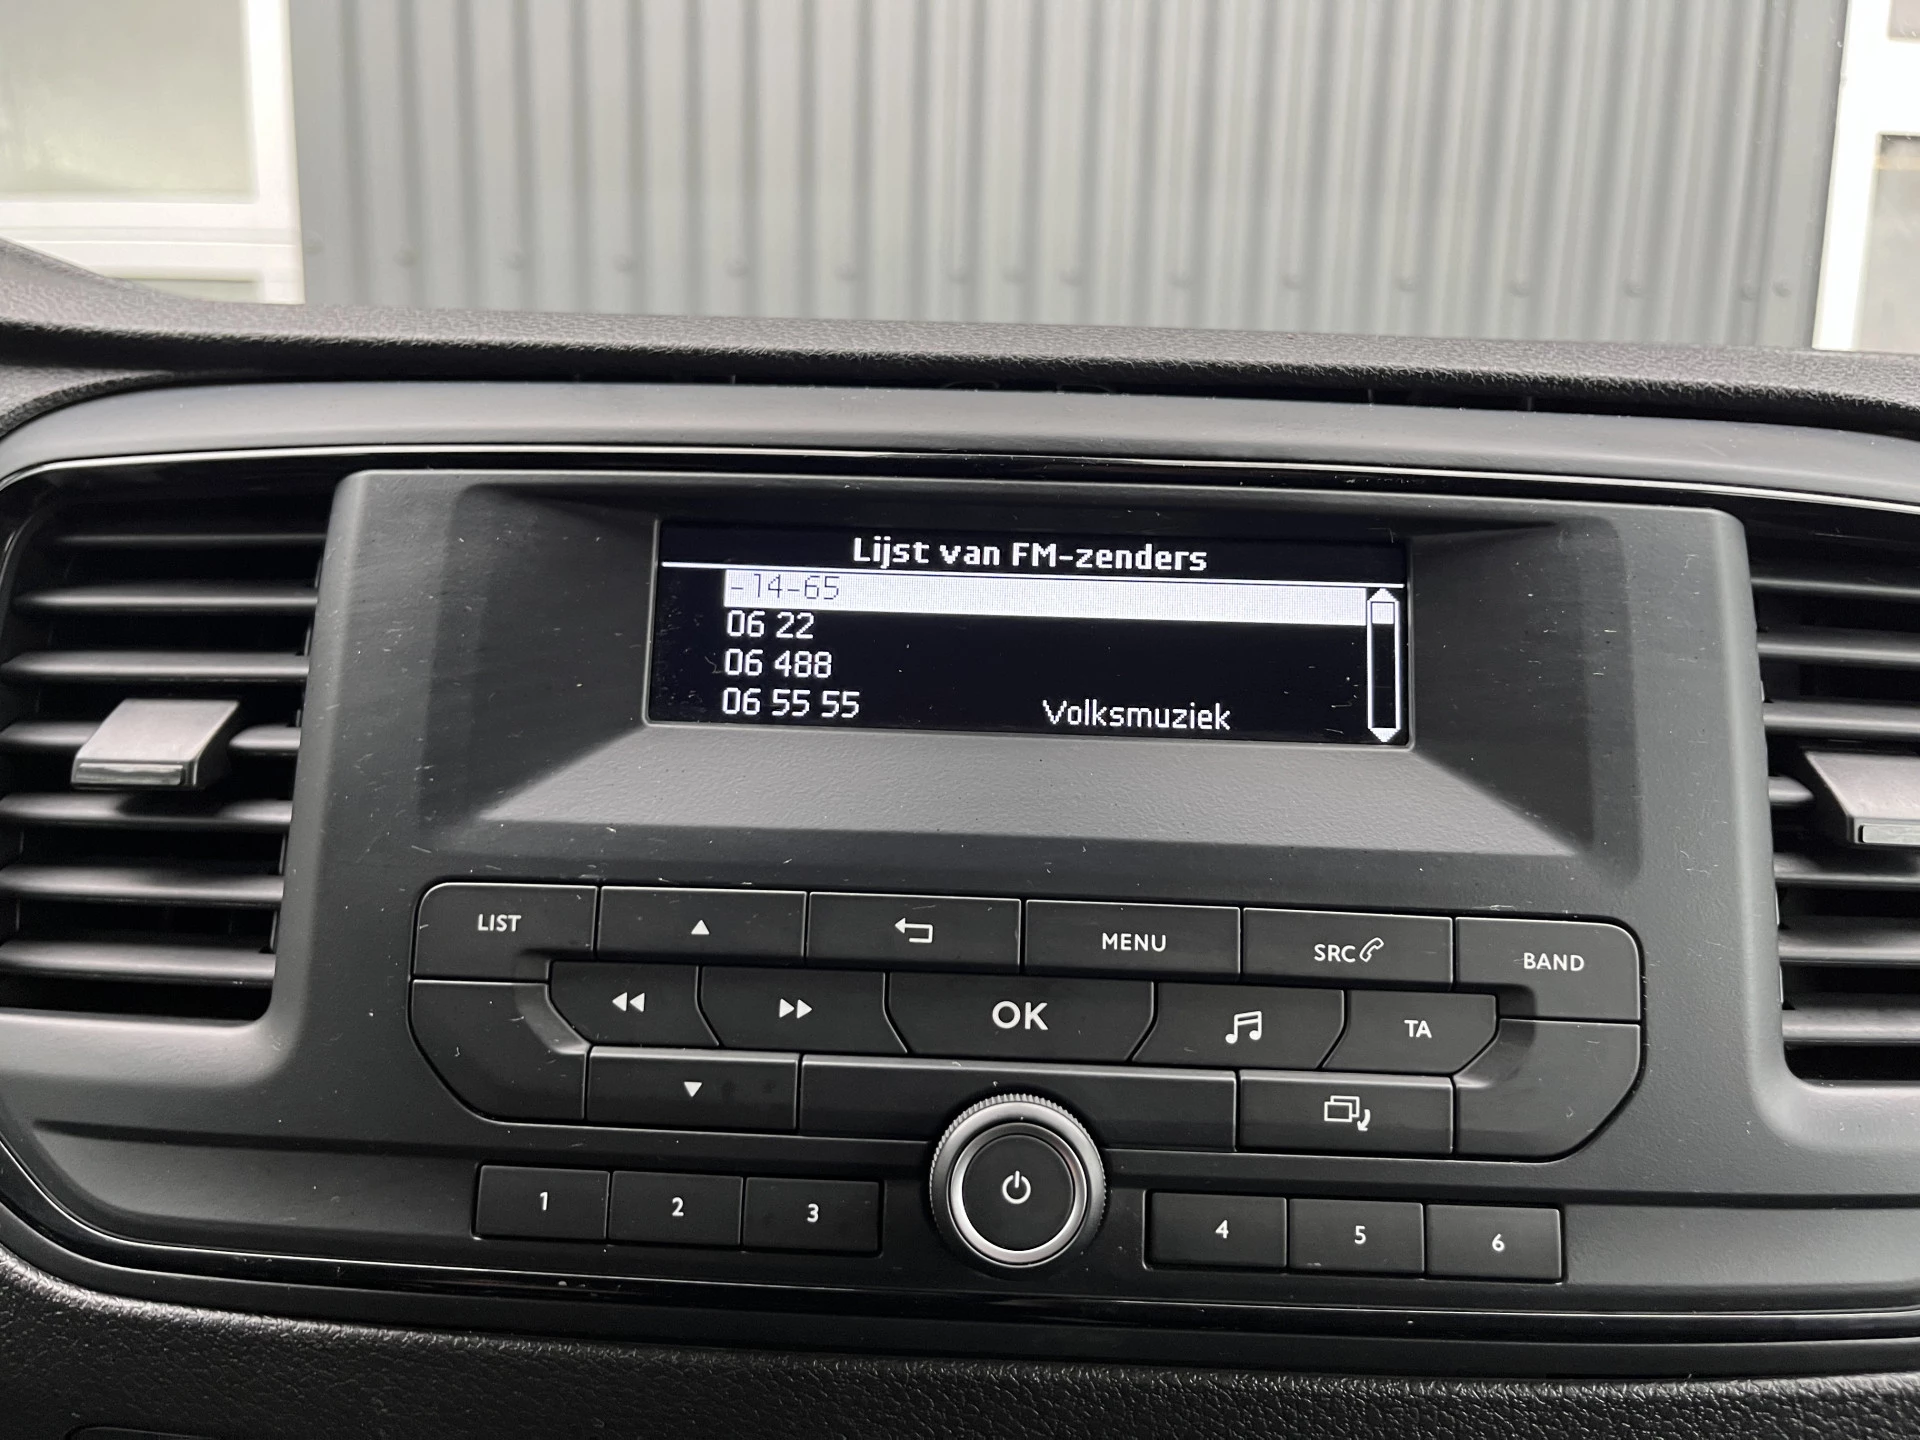 Lijst van FM-zenders
-14-65
06 22
06 488
06 55 55 Volksmuziek
LIST MENU SRC BAND
OK TA
1 2 3 4 5 6